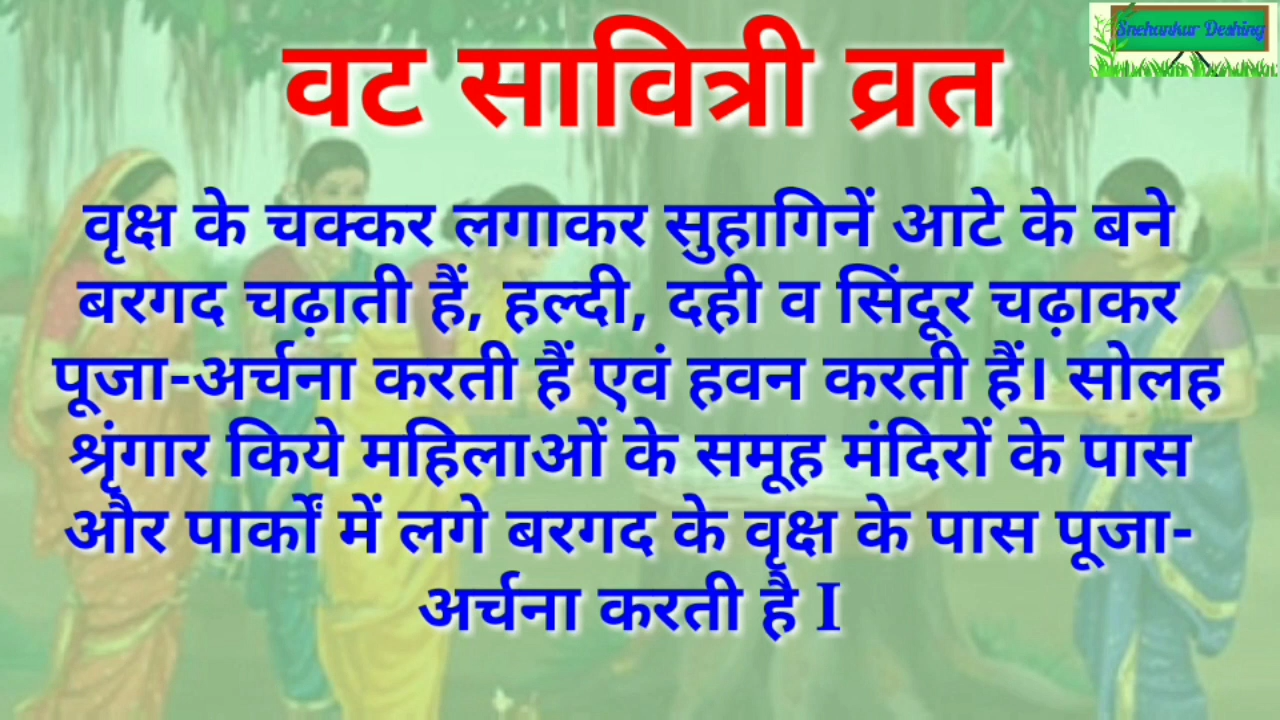 वट सावित्री व्रत
Snehankur Deshing
वृक्ष के चक्कर लगाकर सुहागिनें आटे के बने
बरगद चढ़ाती हैं, हल्दी, दही व सिंदूर चढ़ाकर
पूजा-अर्चना करती हैं एवं हवन करती हैं। सोलह
श्रृंगार किये महिलाओं के समूह मंदिरों के पास
और पार्कों में लगे बरगद के वृक्ष के पास पूजा-
अर्चना करती है I